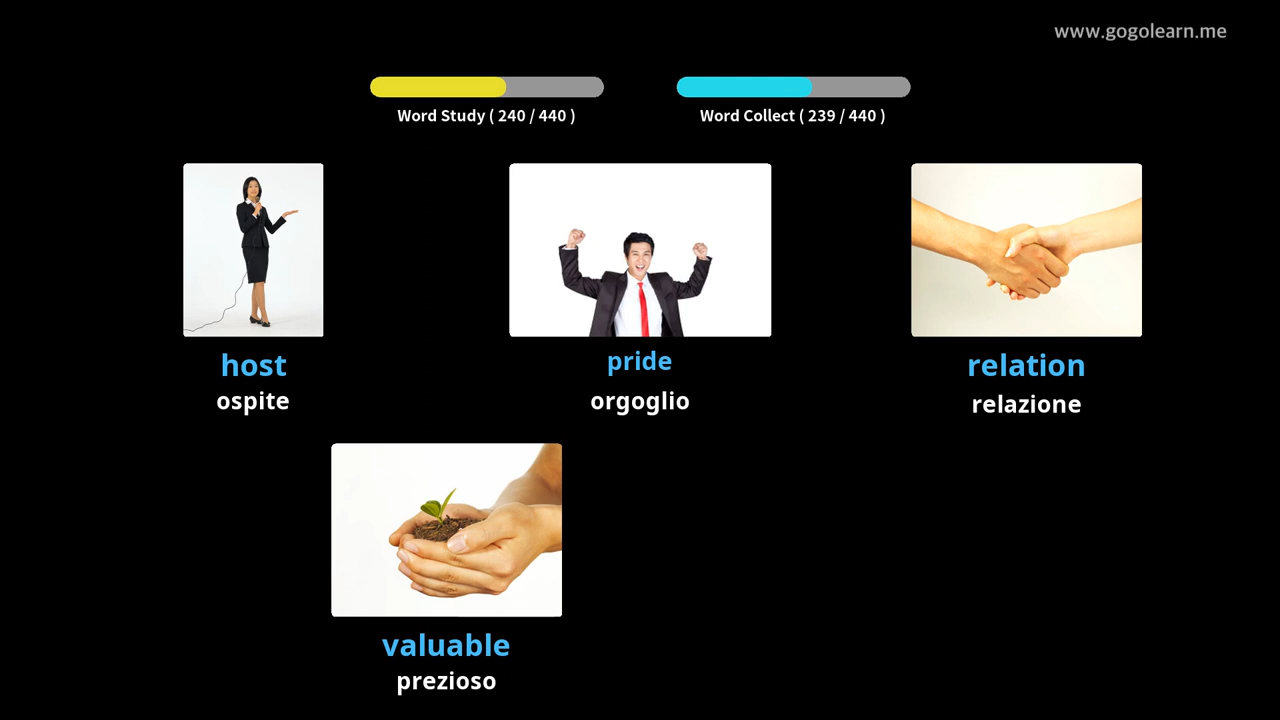 www.gogolearn.me
Word Study ( 240 / 440 )
Word Collect ( 239 / 440 )
host
ospite
pride
orgoglio
relation
relazione
valuable
prezioso